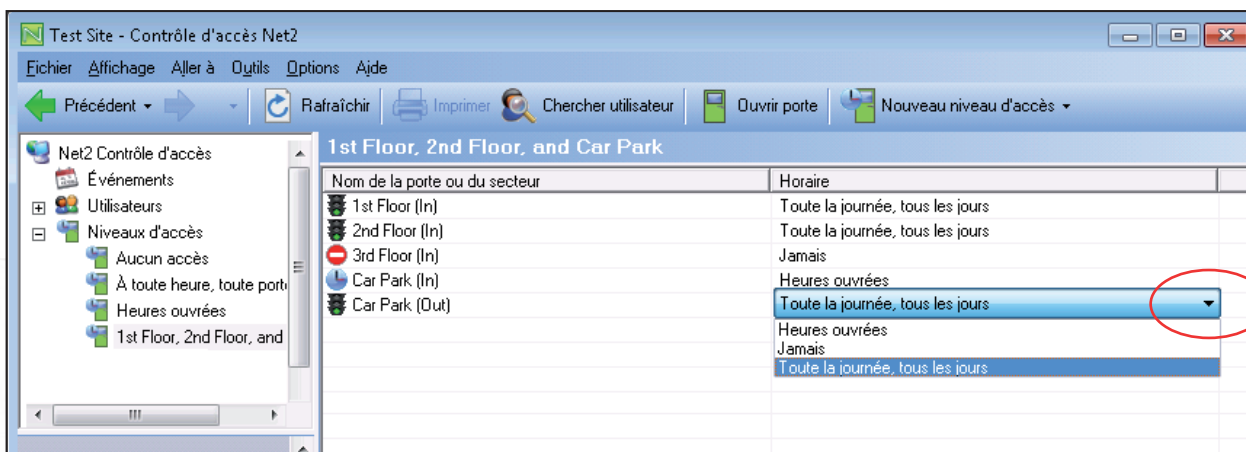 Test Site - Contrôle d'accès Net2
Fichier Affichage Aller à Outils Options Ajde
Précédent Rafraîchir Imprimer Chercher utilisateur Ouvrir porte Nouveau niveau d'accès
Net2 Contrôle d'accès
Événements
Utilisateurs
Niveaux d'accès
Aucun accès
À toute heure, toute port
Heures ouvrées
1st Floor, 2nd Floor, and
1st Floor, 2nd Floor, and Car Park
Nom de la porte ou du secteur Horaire
1st Floor (In) Toute la journée, tous les jours
2nd Floor (In) Toute la journée, tous les jours
3rd Floor (In) Jamais
Car Park (In) Heures ouvrées
Car Park (Out) Toute la journée, tous les jours
Heures ouvrées
Jamais
Toute la journée, tous les jours